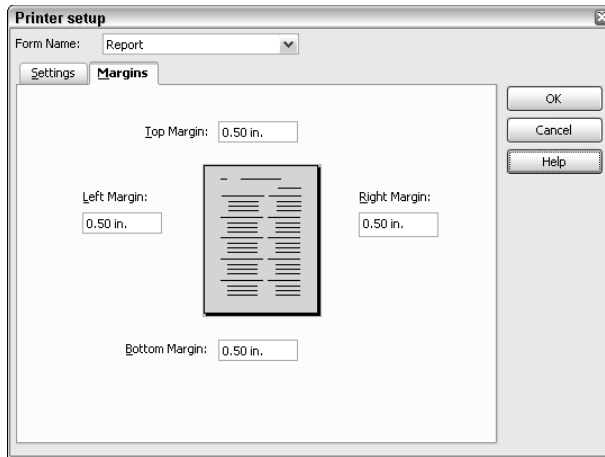 Printer setup
Form Name: Report
Settings Margins
OK
Top Margin: 0.50 in.
Cancel
Help
Left Margin: Right Margin:
0.50 in. 0.50 in.
Bottom Margin: 0.50 in.